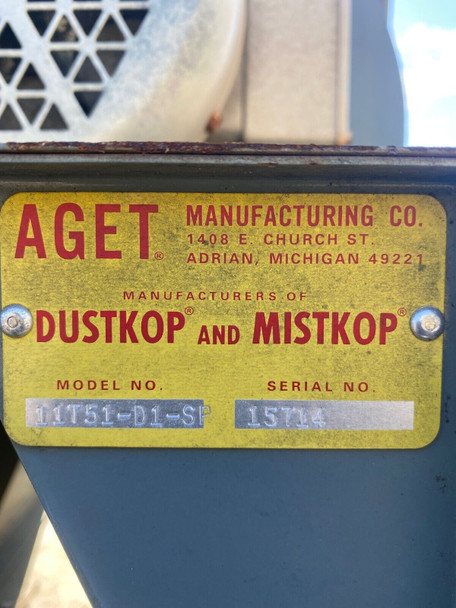 AGET®
MANUFACTURING CO.
1408 E. CHURCH ST.
ADRIAN, MICHIGAN 49221
MANUFACTURERS OF
DUSTKOP® AND MISTKOP®
MODEL NO. SERIAL NO.
11T51-D1-SP 15T14